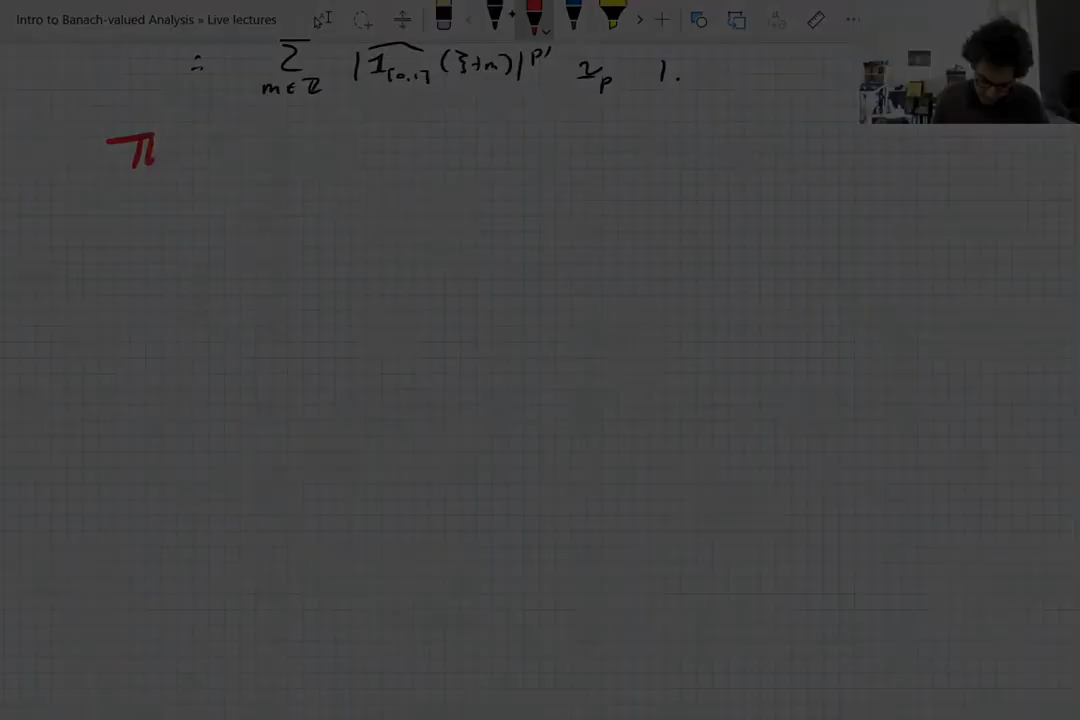 Intro to Banach-valued Analysis » Live lectures
∴ Σ |1̂_[0,1] (ξ+m)|^p' ≃_p 1.
m∈ℤ
π